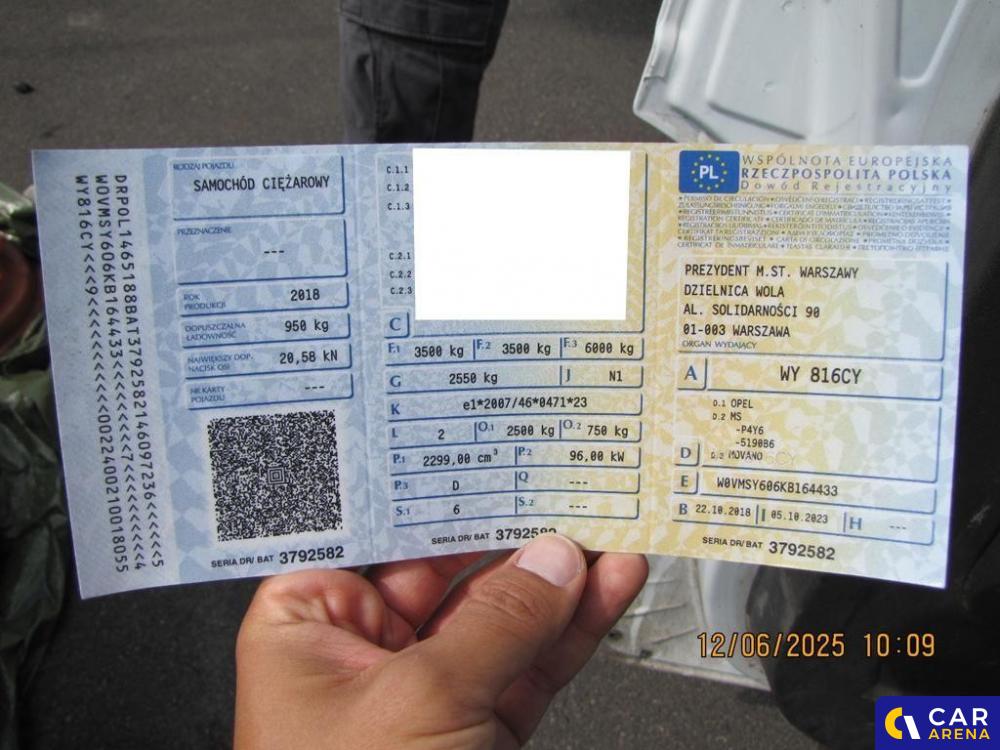 DRPOL1465188BAT3792582146097236<<<<<5
W0VMSY606KB164433<<<<<7<<<<<<<<<<<<<4
WY816CY<<<<9<<<<<<<<<<00224002100018055
RODZAJ POJAZDU
SAMOCHÓD CIĘŻAROWY
PRZEZNACZENIE
---
ROK PRODUKCJI
2018
DOPUSZCZALNA ŁADOWNOŚĆ
950 kg
NAJWIĘKSZY DOP. NACISK OSI
20,58 kN
NR KARTY POJAZDU
---
SERIA DR/ BAT 3792582
C.1.1
C.1.2
C.1.3
C.2.1
C.2.2
C.2.3
C
F.1 3500 kg F.2 3500 kg F.3 6000 kg
G 2550 kg J N1
K e1*2007/46*0471*23
L 2 O.1 2500 kg O.2 750 kg
P.1 2299,00 cm³ P.2 96,00 kW
P.3 D Q ---
S.1 6 S.2 ---
SERIA DR/ BAT 3792582
PL
WSPÓLNOTA EUROPEJSKA
RZECZPOSPOLITA POLSKA
Dowód Rejestracyjny
PREZYDENT M.ST. WARSZAWY
DZIELNICA WOLA
AL. SOLIDARNOŚCI 90
01-003 WARSZAWA
ORGAN WYDAJĄCY
A WY 816CY
D.1 OPEL
D.2 MS
-P4Y6
-5190B6
D D.3 MOVANO
E W0VMSY606KB164433
B 22.10.2018 I 05.10.2023 H ---
SERIA DR/ BAT 3792582
12/06/2025 10:09
CAR
ARENA